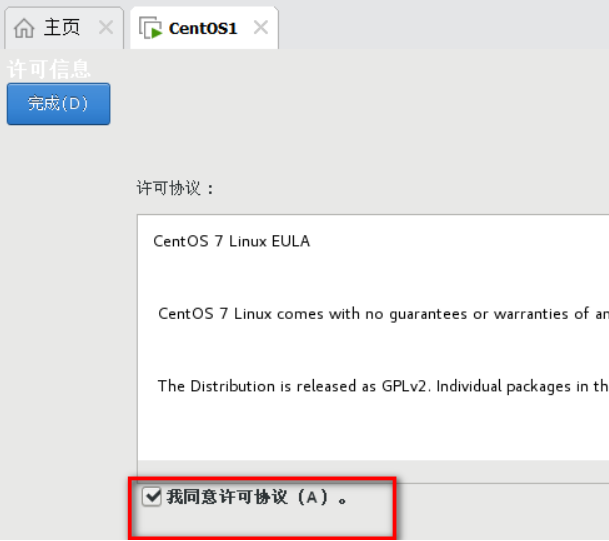 主页
CentOS1
许可信息
完成(D)
许可协议：
CentOS 7 Linux EULA
CentOS 7 Linux comes with no guarantees or warranties of an
The Distribution is released as GPLv2. Individual packages in th
我同意许可协议（A）。